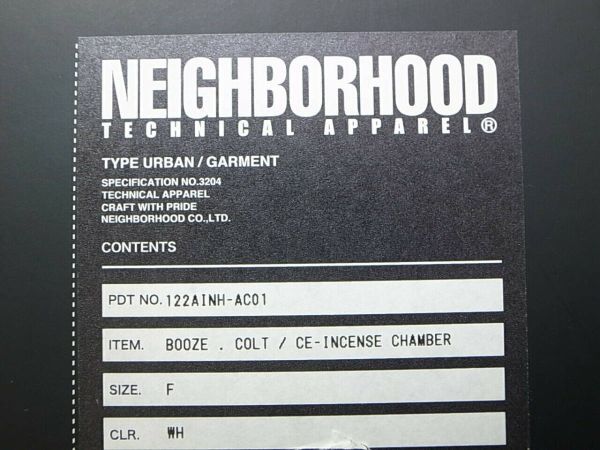 NEIGHBORHOOD
TECHNICAL APPAREL®
TYPE URBAN / GARMENT
SPECIFICATION NO.3204
TECHNICAL APPAREL
CRAFT WITH PRIDE
NEIGHBORHOOD CO.,LTD.
CONTENTS
PDT NO. 122AINH-AC01
ITEM. BOOZE . COLT / CE-INCENSE CHAMBER
SIZE. F
CLR. WH